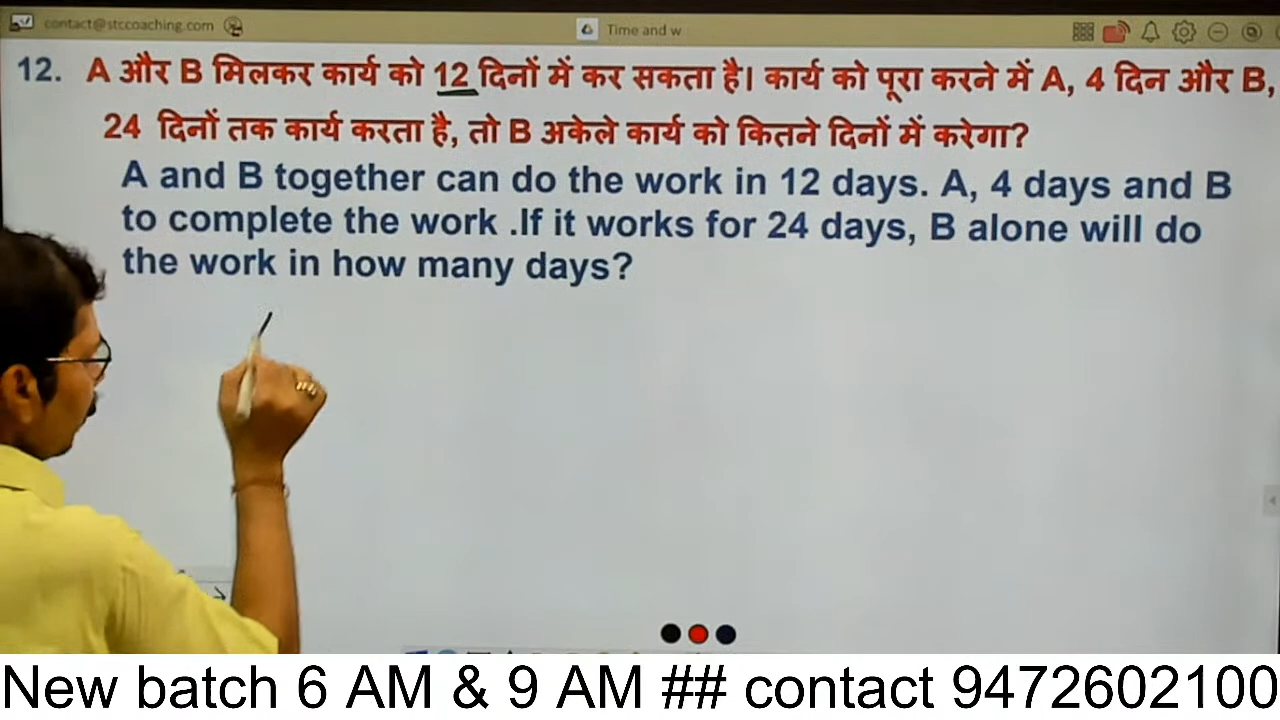 contact@stccoaching.com
Time and w
12. A और B मिलकर कार्य को 12 दिनों में कर सकता है। कार्य को पूरा करने में A, 4 दिन और B,
24 दिनों तक कार्य करता है, तो B अकेले कार्य को कितने दिनों में करेगा?
A and B together can do the work in 12 days. A, 4 days and B
to complete the work .If it works for 24 days, B alone will do
the work in how many days?
New batch 6 AM & 9 AM ## contact 9472602100